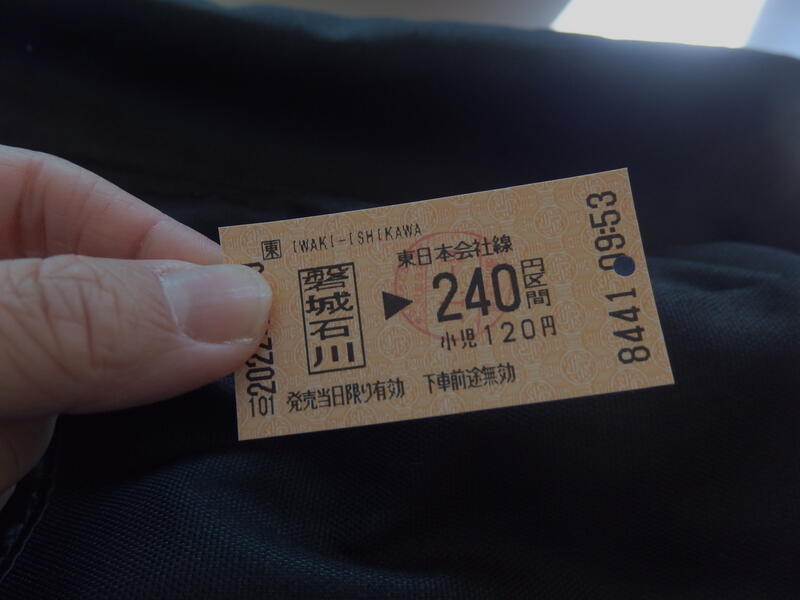 東 IWAKI-ISHIKAWA
磐城石川
東日本会社線
▶ 240円区間
小児120円
発売当日限り有効 下車前途無効
2022
101
8441 09:53